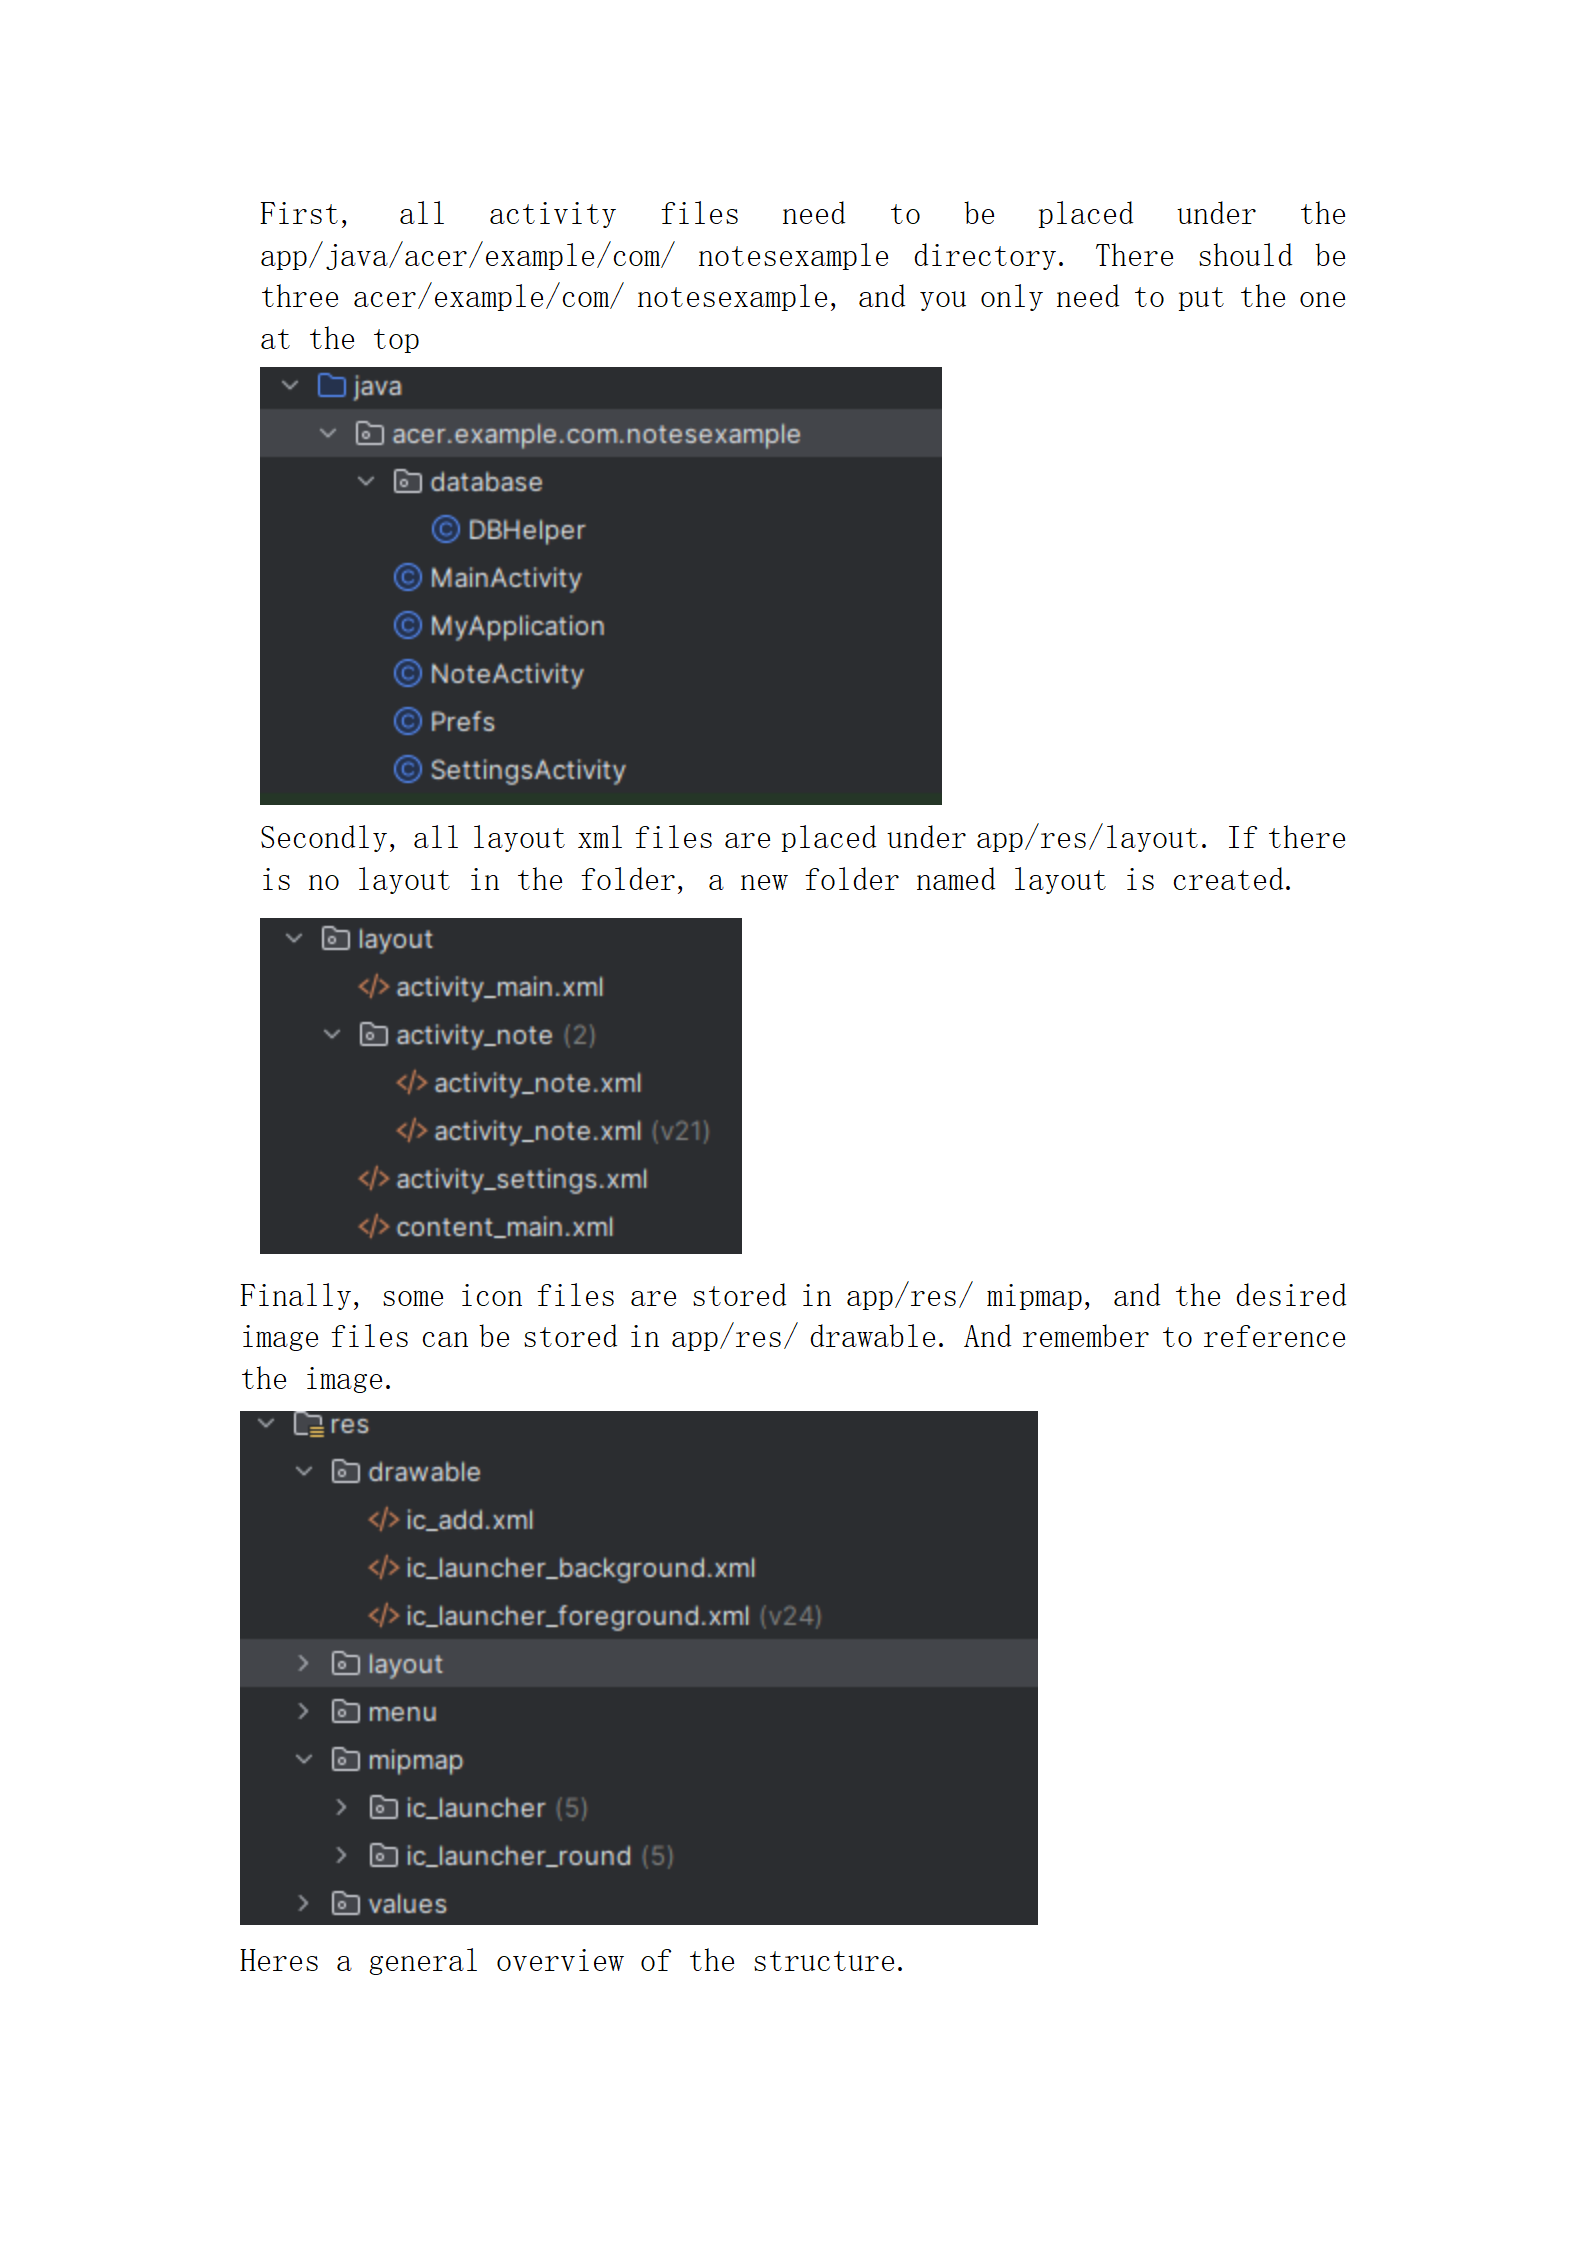 First, all activity files need to be placed under the
app/java/acer/example/com/ notesexample directory. There should be
three acer/example/com/ notesexample, and you only need to put the one
at the top
java
acer.example.com.notesexample
database
DBHelper
MainActivity
MyApplication
NoteActivity
Prefs
SettingsActivity
Secondly, all layout xml files are placed under app/res/layout. If there
is no layout in the folder, a new folder named layout is created.
layout
activity_main.xml
activity_note (2)
activity_note.xml
activity_note.xml (v21)
activity_settings.xml
content_main.xml
Finally, some icon files are stored in app/res/ mipmap, and the desired
image files can be stored in app/res/ drawable. And remember to reference
the image.
res
drawable
ic_add.xml
ic_launcher_background.xml
ic_launcher_foreground.xml (v24)
layout
menu
mipmap
ic_launcher (5)
ic_launcher_round (5)
values
Heres a general overview of the structure.